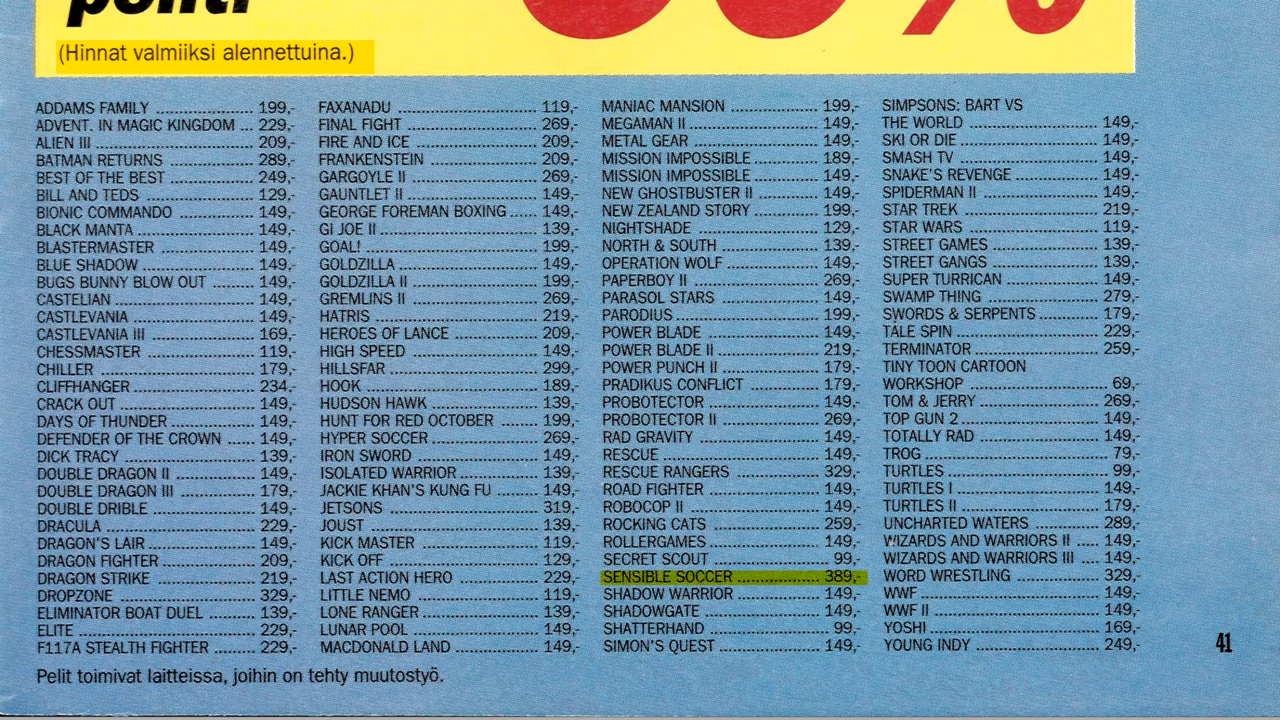 (Hinnat valmiiksi alennettuina.)
ADDAMS FAMILY ........................ 199,-
ADVENT. IN MAGIC KINGDOM ... 229,-
ALIEN III ........................ 209,-
BATMAN RETURNS ........................ 289,-
BEST OF THE BEST ........................ 249,-
BILL AND TEDS ........................ 129,-
BIONIC COMMANDO ........................ 149,-
BLACK MANTA ........................ 149,-
BLASTERMASTER ........................ 149,-
BLUE SHADOW ........................ 149,-
BUGS BUNNY BLOW OUT ............ 149,-
CASTELIAN ........................ 149,-
CASTLEVANIA ........................ 149,-
CASTLEVANIA III ........................ 169,-
CHESSMASTER ........................ 119,-
CHILLER ........................ 179,-
CLIFFHANGER ........................ 234.-
CRACK OUT ........................ 149,-
DAYS OF THUNDER ........................ 149,-
DEFENDER OF THE CROWN ...... 149,-
DICK TRACY ........................ 139,-
DOUBLE DRAGON II ........................ 149,-
DOUBLE DRAGON III ........................ 179,-
DOUBLE DRIBLE ........................ 149,-
DRACULA ........................ 229,-
DRAGON'S LAIR ........................ 149,-
DRAGON FIGHTER ........................ 209,-
DRAGON STRIKE ........................ 219,-
DROPZONE ........................ 329,-
ELIMINATOR BOAT DUEL ............ 139,-
ELITE ........................ 229,-
F117A STEALTH FIGHTER ......... 229,-
FAXANADU ........................ 119,-
FINAL FIGHT ........................ 269,-
FIRE AND ICE ........................ 209,-
FRANKENSTEIN ........................ 209,-
GARGOYLE II ........................ 269,-
GAUNTLET II ........................ 149,-
GEORGE FOREMAN BOXING ...... 149,-
GI JOE II ........................ 139,-
GOAL! ........................ 199,-
GOLDZILLA ........................ 149,-
GOLDZILLA II ........................ 199,-
GREMLINS II ........................ 269,-
HATRIS ........................ 219,-
HEROES OF LANCE ........................ 209,-
HIGH SPEED ........................ 149,-
HILLSFAR ........................ 299,-
HOOK ........................ 189,-
HUDSON HAWK ........................ 139,-
HUNT FOR RED OCTOBER ............ 199,-
HYPER SOCCER ........................ 269,-
IRON SWORD ........................ 149,-
ISOLATED WARRIOR ........................ 139,-
JACKIE KHAN'S KUNG FU ......... 149,-
JETSONS ........................ 319,-
JOUST ........................ 139,-
KICK MASTER ........................ 119,-
KICK OFF ........................ 129,-
LAST ACTION HERO ........................ 229,-
LITTLE NEMO ........................ 119,-
LONE RANGER ........................ 139,-
LUNAR POOL ........................ 149,-
MACDONALD LAND ........................ 149,-
MANIAC MANSION ........................ 199,-
MEGAMAN II ........................ 149,-
METAL GEAR ........................ 149,-
MISSION IMPOSSIBLE ............... 189,-
MISSION IMPOSSIBLE ............... 149,-
NEW GHOSTBUSTER II ............... 149,-
NEW ZEALAND STORY ............... 199,-
NIGHTSHADE ........................ 129,-
NORTH & SOUTH ........................ 139,-
OPERATION WOLF ........................ 149,-
PAPERBOY II ........................ 269,-
PARASOL STARS ........................ 149,-
PARODIUS ........................ 199,-
POWER BLADE ........................ 149,-
POWER BLADE II ........................ 219,-
POWER PUNCH II ........................ 179,-
PRADIKUS CONFLICT ............... 179,-
PROBOTECTOR ........................ 149,-
PROBOTECTOR II ........................ 269,-
RAD GRAVITY ........................ 149,-
RESCUE ........................ 149,-
RESCUE RANGERS ........................ 329,-
ROAD FIGHTER ........................ 149,-
ROBOCOP II ........................ 149,-
ROCKING CATS ........................ 259,-
ROLLERGAMES ........................ 149,-
SECRET SCOUT ........................ 99,-
SENSIBLE SOCCER ..................... 389,-
SHADOW WARRIOR ..................... 149,-
SHADOWGATE ........................ 149,-
SHATTERHAND ........................ 99,-
SIMON'S QUEST ........................ 149,-
SIMPSONS: BART VS
THE WORLD ........................ 149,-
SKI OR DIE ........................ 149,-
SMASH TV ........................ 149,-
SNAKE'S REVENGE ........................ 149,-
SPIDERMAN II ........................ 149,-
STAR TREK ........................ 219,-
STAR WARS ........................ 119,-
STREET GAMES ........................ 139,-
STREET GANGS ........................ 139,-
SUPER TURRICAN ........................ 149,-
SWAMP THING ........................ 279,-
SWORDS & SERPENTS ............... 179,-
TALE SPIN ........................ 229,-
TERMINATOR ........................ 259,-
TINY TOON CARTOON
WORKSHOP ........................ 69,-
TOM & JERRY ........................ 269,-
TOP GUN 2 ........................ 149,-
TOTALLY RAD ........................ 149,-
TROG ........................ 79,-
TURTLES ........................ 99,-
TURTLES I ........................ 149,-
TURTLES II ........................ 179,-
UNCHARTED WATERS ............... 289,-
WIZARDS AND WARRIORS II ..... 149,-
WIZARDS AND WARRIORS III .... 149,-
WORD WRESTLING ..................... 329,-
WWF ........................ 149,-
WWF II ........................ 149,-
YOSHI ........................ 169,-
YOUNG INDY ........................ 249,-
Pelit toimivat laitteissa, joihin on tehty muutostyö.
41